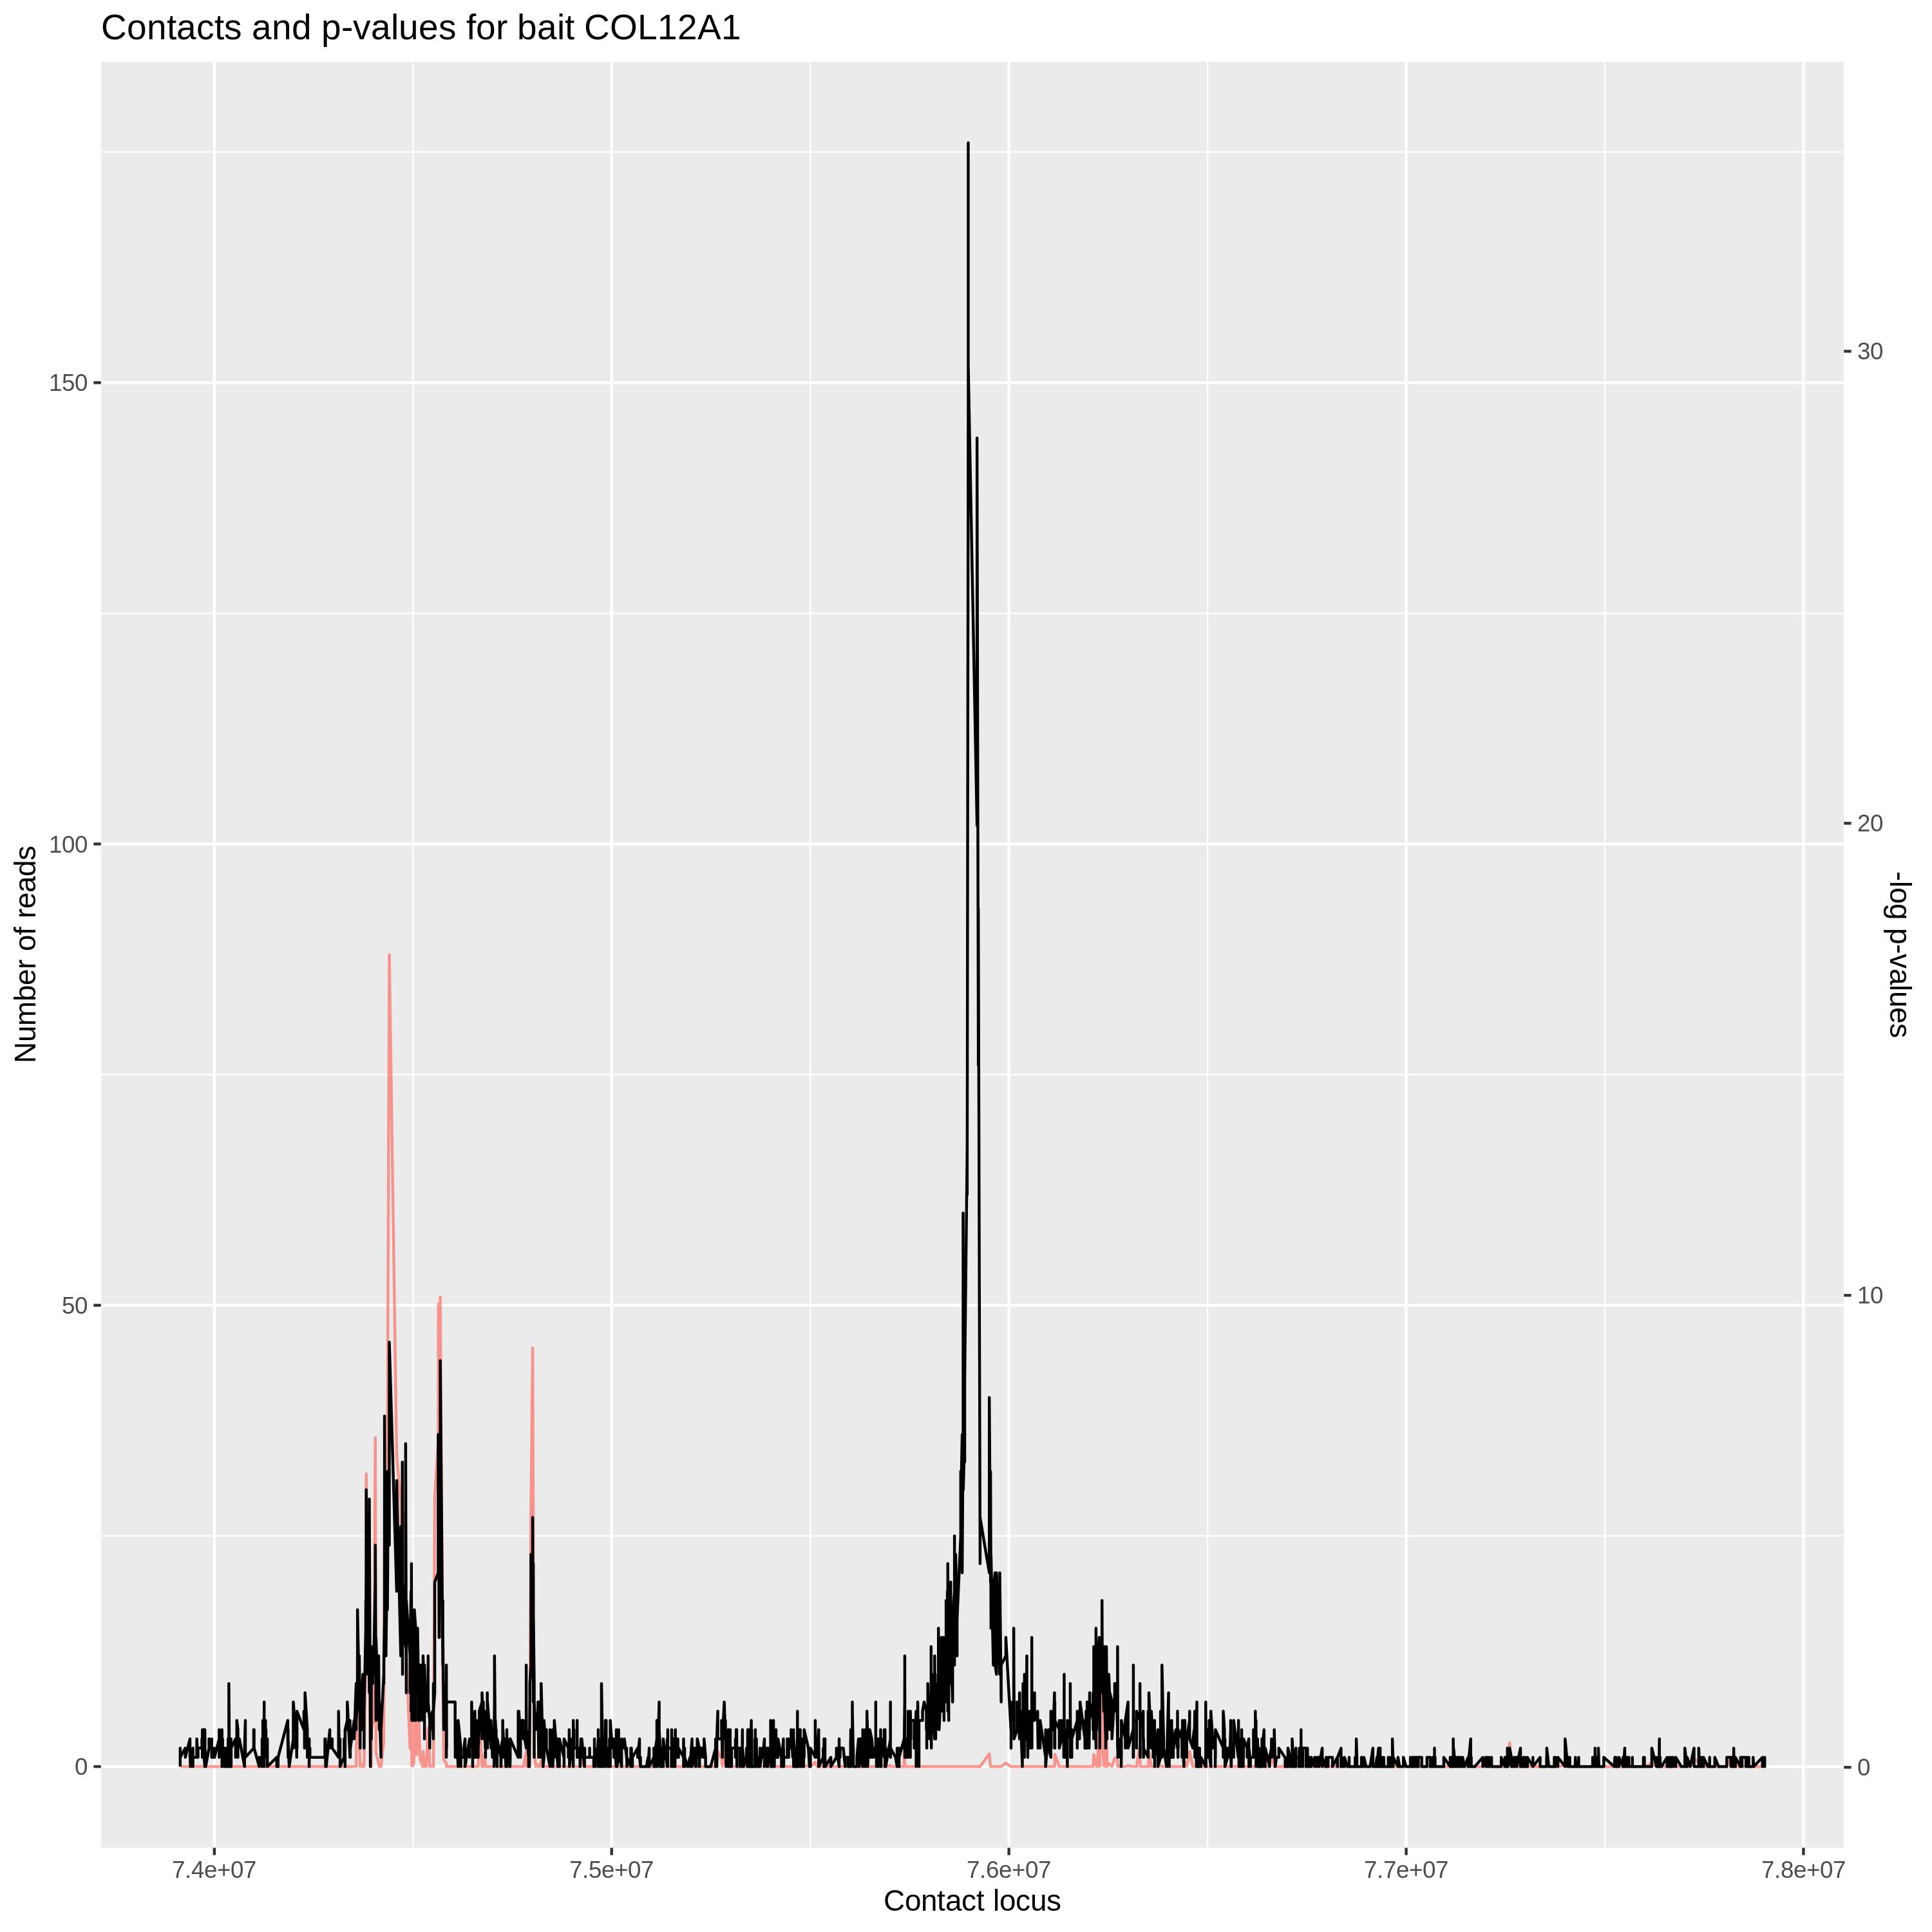 Contacts and p-values for bait COL12A1
Number of reads
150
100
50
0
30
20
10
0
-log p-values
7.4e+07 7.5e+07 7.6e+07 7.7e+07 7.8e+07
Contact locus